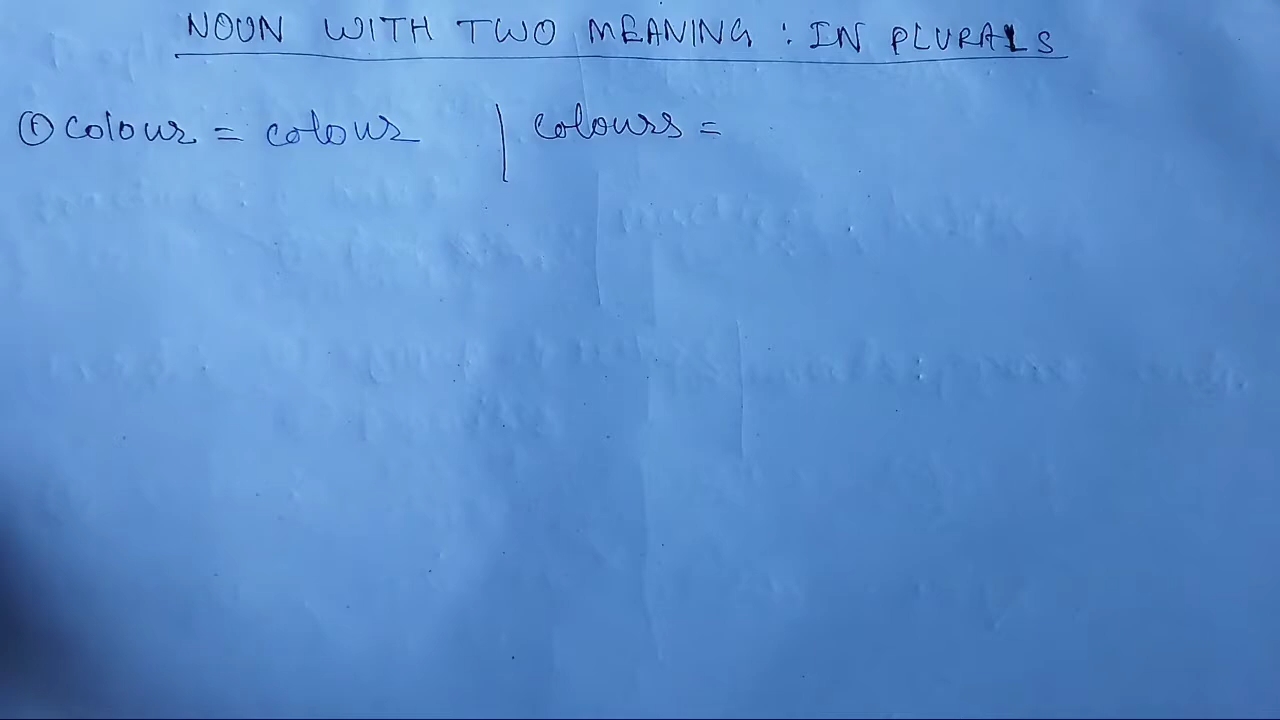 NOUN WITH TWO MEANING : IN PLURALS
① colour = colour | colours =